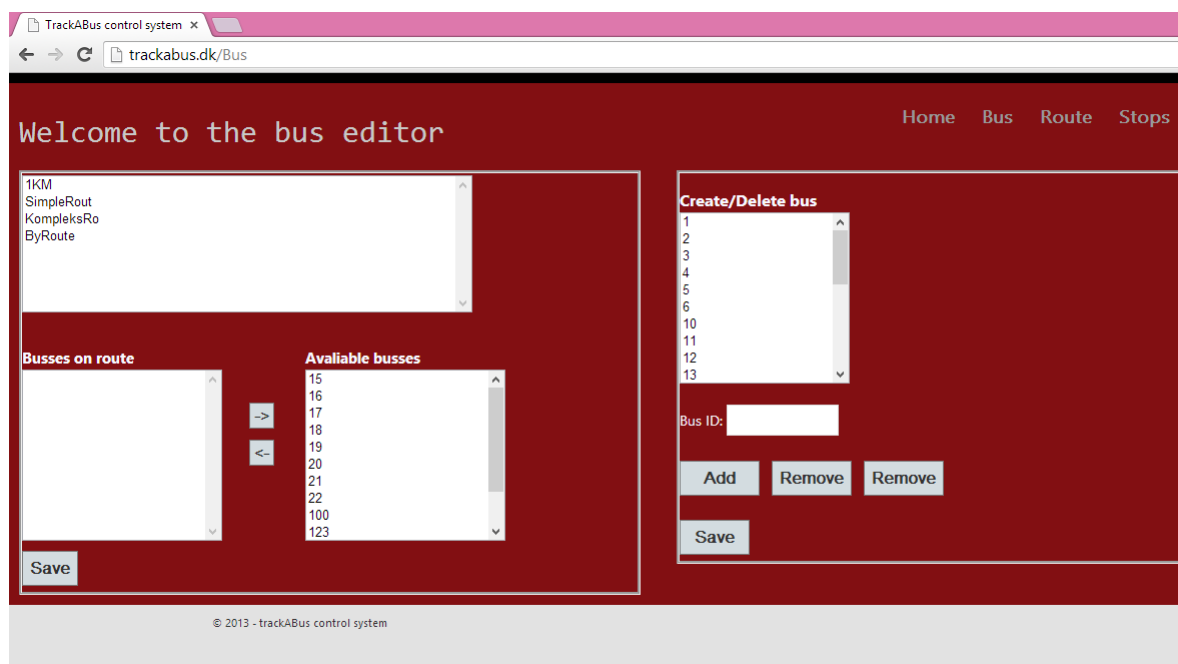 TrackABus control system ×
trackabus.dk/Bus
Welcome to the bus editor
Home Bus Route Stops
1KM
SimpleRout
KompleksRo
ByRoute
Busses on route
->
<-
Avaliable busses
15
16
17
18
19
20
21
22
100
123
Save
Create/Delete bus
1
2
3
4
5
6
10
11
12
13
Bus ID:
Add Remove Remove
Save
© 2013 - trackABus control system